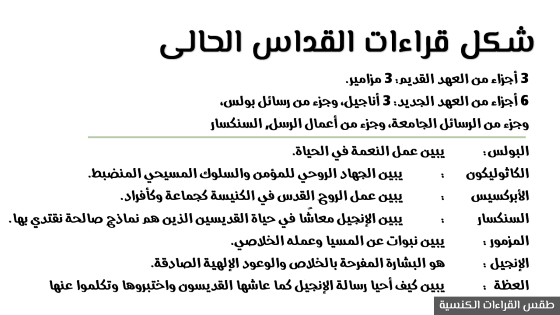 شكل قراءات القداس الحالى
3 أجزاء من العهد القديم: 3 مزامير.
6 أجزاء من العهد الجديد: 3 أناجيل، وجزء من رسائل بولس،
وجزء من الرسائل الجامعة، وجزء من أعمال الرسل, السنكسار
البولس: يبين عمل النعمة في الحياة.
الكاثوليكون : يبين الجهاد الروحي للمؤمن والسلوك المسيحي المنضبط.
الأبركسيس : يبين عمل الروح القدس في الكنيسة كجماعة وكأفراد.
السنكسار : يبين الإنجيل معاشًا في حياة القديسين الذين هم نماذج صالحة نقتدي بها.
المزمور : يبين نبوات عن المسيا وعمله الخلاصي.
الإنجيل : هو البشارة المفرحة بالخلاص والوعود الإلهية الصادقة.
العظة : يبين كيف أحيا رسالة الإنجيل كما عاشها القديسون واختبروها وتكلموا عنها
طقس القراءات الكنسية